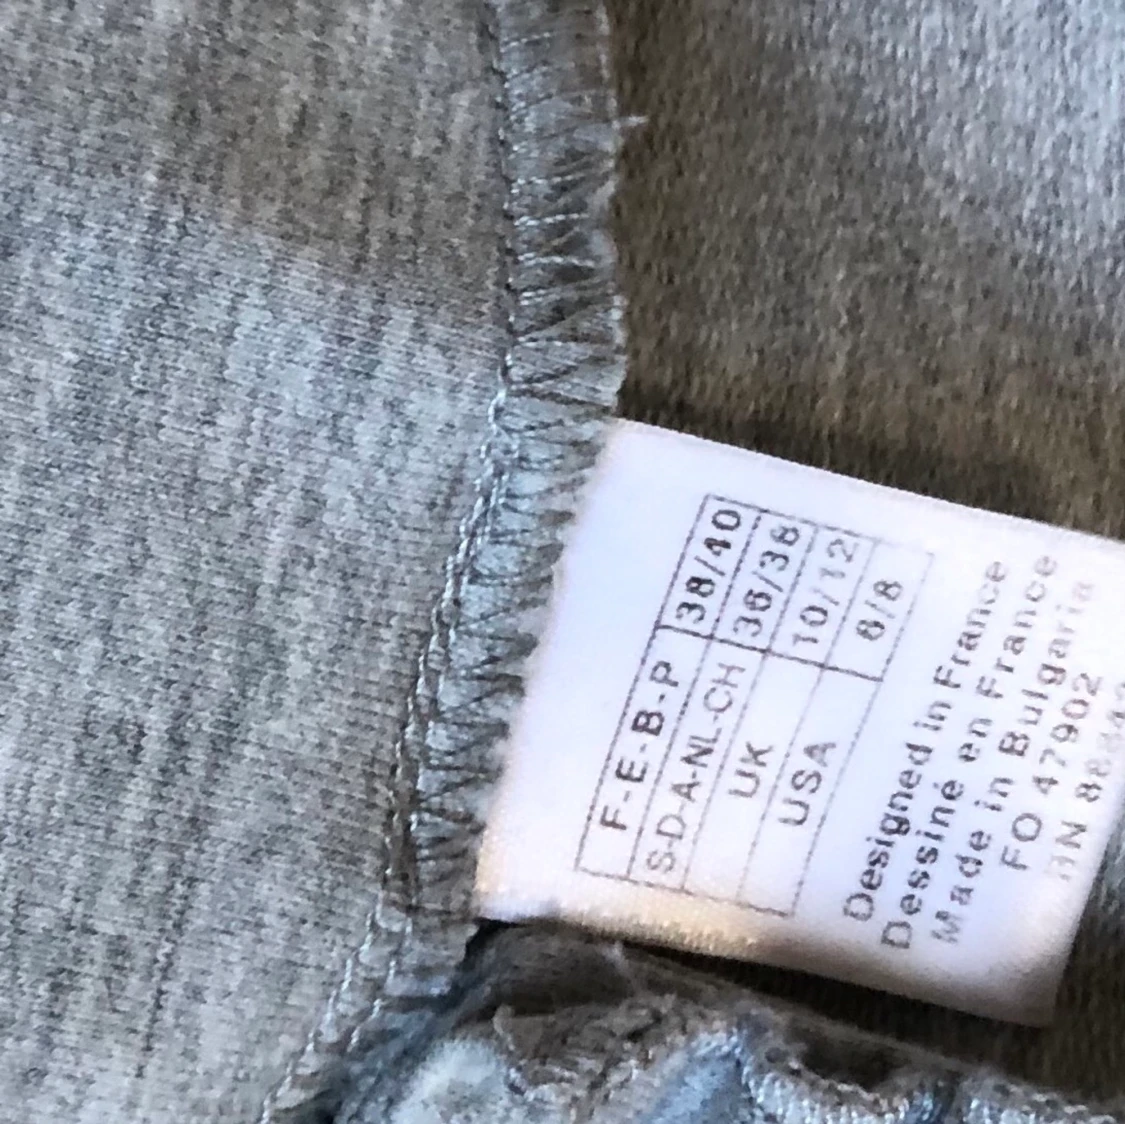 F-E-B-P 38/40
S-D-A-NL-CH 36/38
UK 10/12
USA 6/8
Designed in France
Dessiné en France
Made in Bulgaria
FO 47902